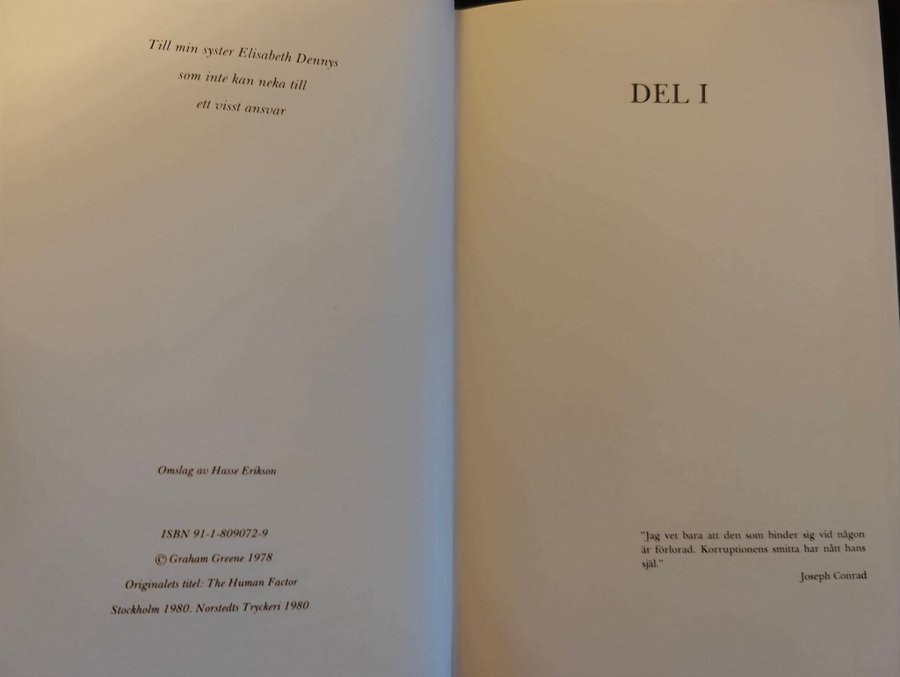 Till min syster Elisabeth Dennys
som inte kan neka till
ett visst ansvar
Omslag av Hasse Erikson
ISBN 91-1-809072-9
© Graham Greene 1978
Originalets titel: The Human Factor
Stockholm 1980. Norstedts Tryckeri 1980
DEL I
"Jag vet bara att den som binder sig vid någon
är förlorad. Korruptionens smitta har nått hans
själ."
Joseph Conrad